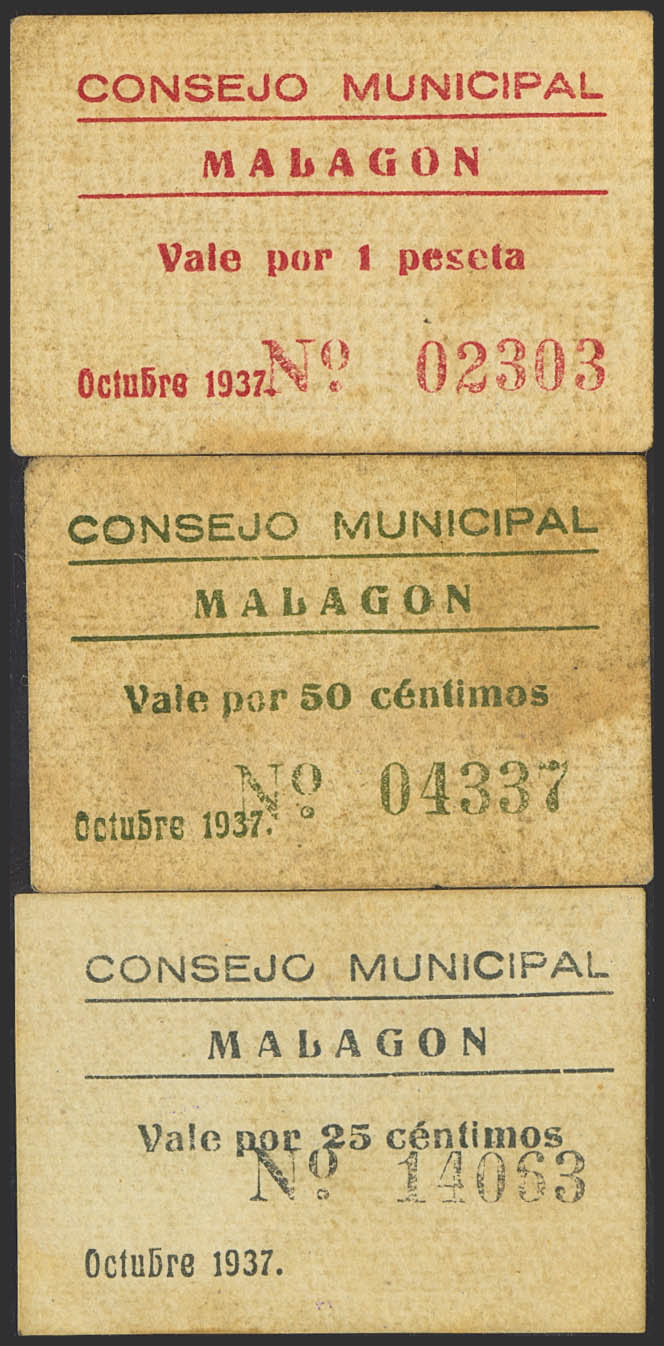 CONSEJO MUNICIPAL
MALAGON
Vale por 1 peseta
Octubre 1937. Nº 02303
CONSEJO MUNICIPAL
MALAGON
Vale por 50 céntimos
Nº 04337
Octubre 1937.
CONSEJO MUNICIPAL
MALAGON
Vale por 25 céntimos
Nº 14063
Octubre 1937.